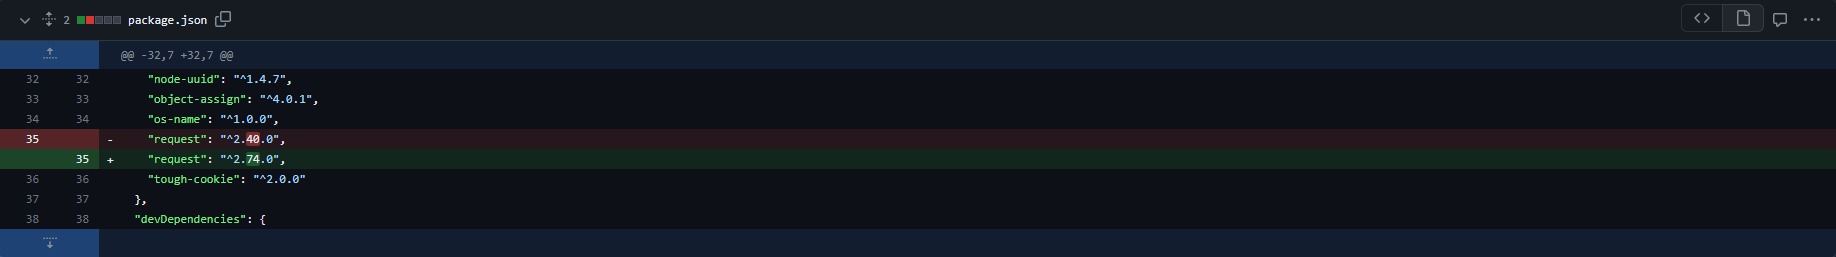 2 package.json
@@ -32,7 +32,7 @@
32 32 "node-uuid": "^1.4.7",
33 33 "object-assign": "^4.0.1",
34 34 "os-name": "^1.0.0",
35 - "request": "^2.40.0",
35 + "request": "^2.74.0",
36 36 "tough-cookie": "^2.0.0"
37 37 },
38 38 "devDependencies": {